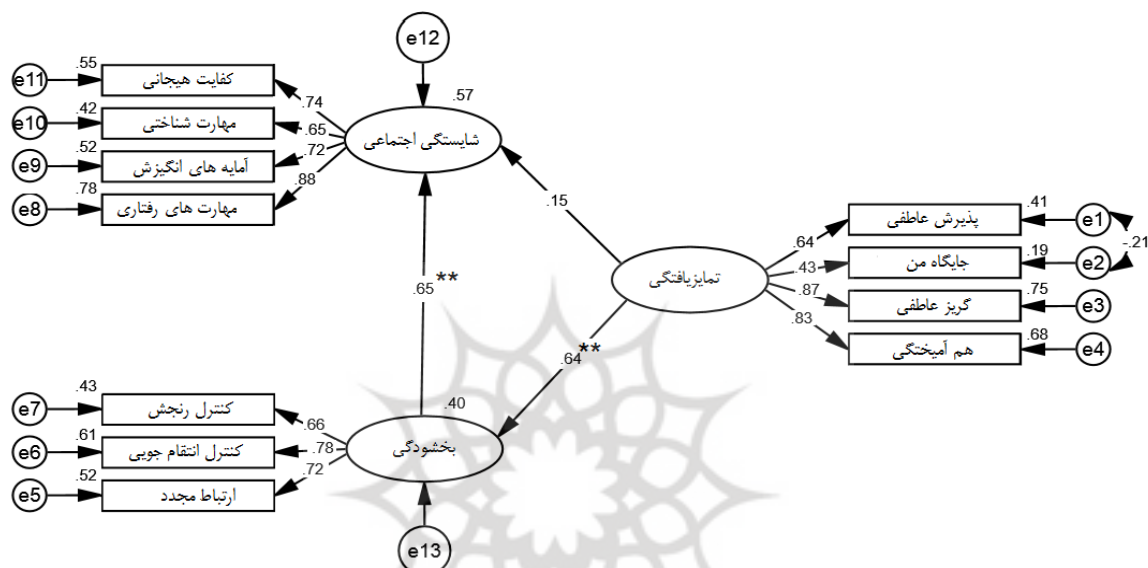 e12
.57
شایستگی اجتماعی
e11
.55
کفایت هیجانی
.74
e10
.42
مهارت شناختی
.65
e9
.52
آمایه های انگیزش
.72
e8
.78
مهارت های رفتاری
.88
.15
.65**
.64**
تمایزیافتگی
.64
پذیرش عاطفی
.41
e1
-.21
.43
جایگاه من
.19
e2
.87
گریز عاطفی
.75
e3
.83
هم آمیختگی
.68
e4
.40
بخشودگی
e7
.43
کنترل رنجش
.66
e6
.61
کنترل انتقام جویی
.78
e5
.52
ارتباط مجدد
.72
e13